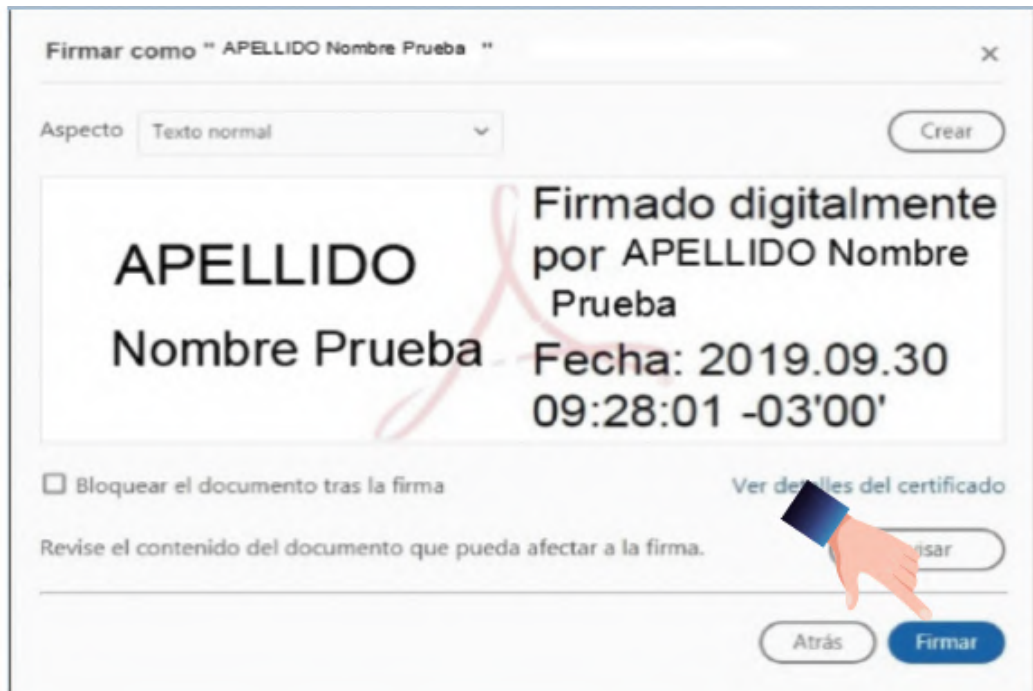 Firmar como " APELLIDO Nombre Prueba "
Aspecto Texto normal
Crear
APELLIDO
Nombre Prueba
Firmado digitalmente
por APELLIDO Nombre
Prueba
Fecha: 2019.09.30
09:28:01 -03'00'
Bloquear el documento tras la firma
Ver detalles del certificado
Revise el contenido del documento que pueda afectar a la firma.
Atrás
Firmar